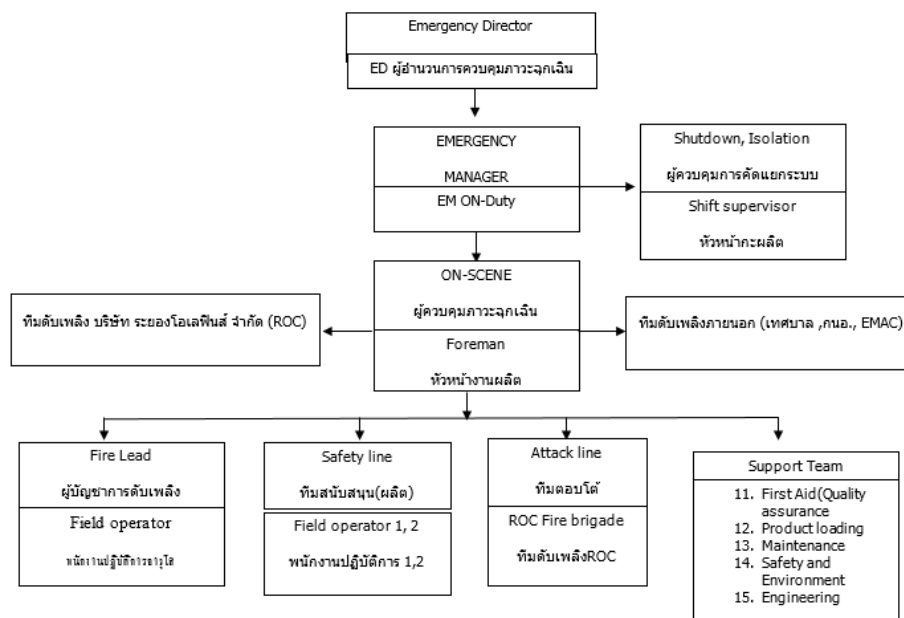 Emergency Director
ED ผู้อำนวนการควบคุมภาวะฉุกเฉิน
EMERGENCY
MANAGER
EM ON-Duty
Shutdown, Isolation
ผู้ควบคุมการคัดแยกระบบ
Shift supervisor
หัวหน้ากะผลิต
ON-SCENE
ผู้ควบคุมภาวะฉุกเฉิน
Foreman
หัวหน้างานผลิต
ทีมดับเพลิง บริษัท ระยองโอเลฟินส์ จำกัด (ROC)
ทีมดับเพลิงภายนอก (เทศบาล ,กนอ., EMAC)
Fire Lead
ผู้บัญชาการดับเพลิง
Field operator
Safety line
ทีมสนับสนุน(ผลิต)
Field operator 1, 2
พนักงานปฏิบัติการ 1,2
Attack line
ทีมตอบโต้
ROC Fire brigade
ทีมดับเพลิงROC
Support Team
11. First Aid(Quality
assurance
12. Product loading
13. Maintenance
14. Safety and
Environment
15. Engineering